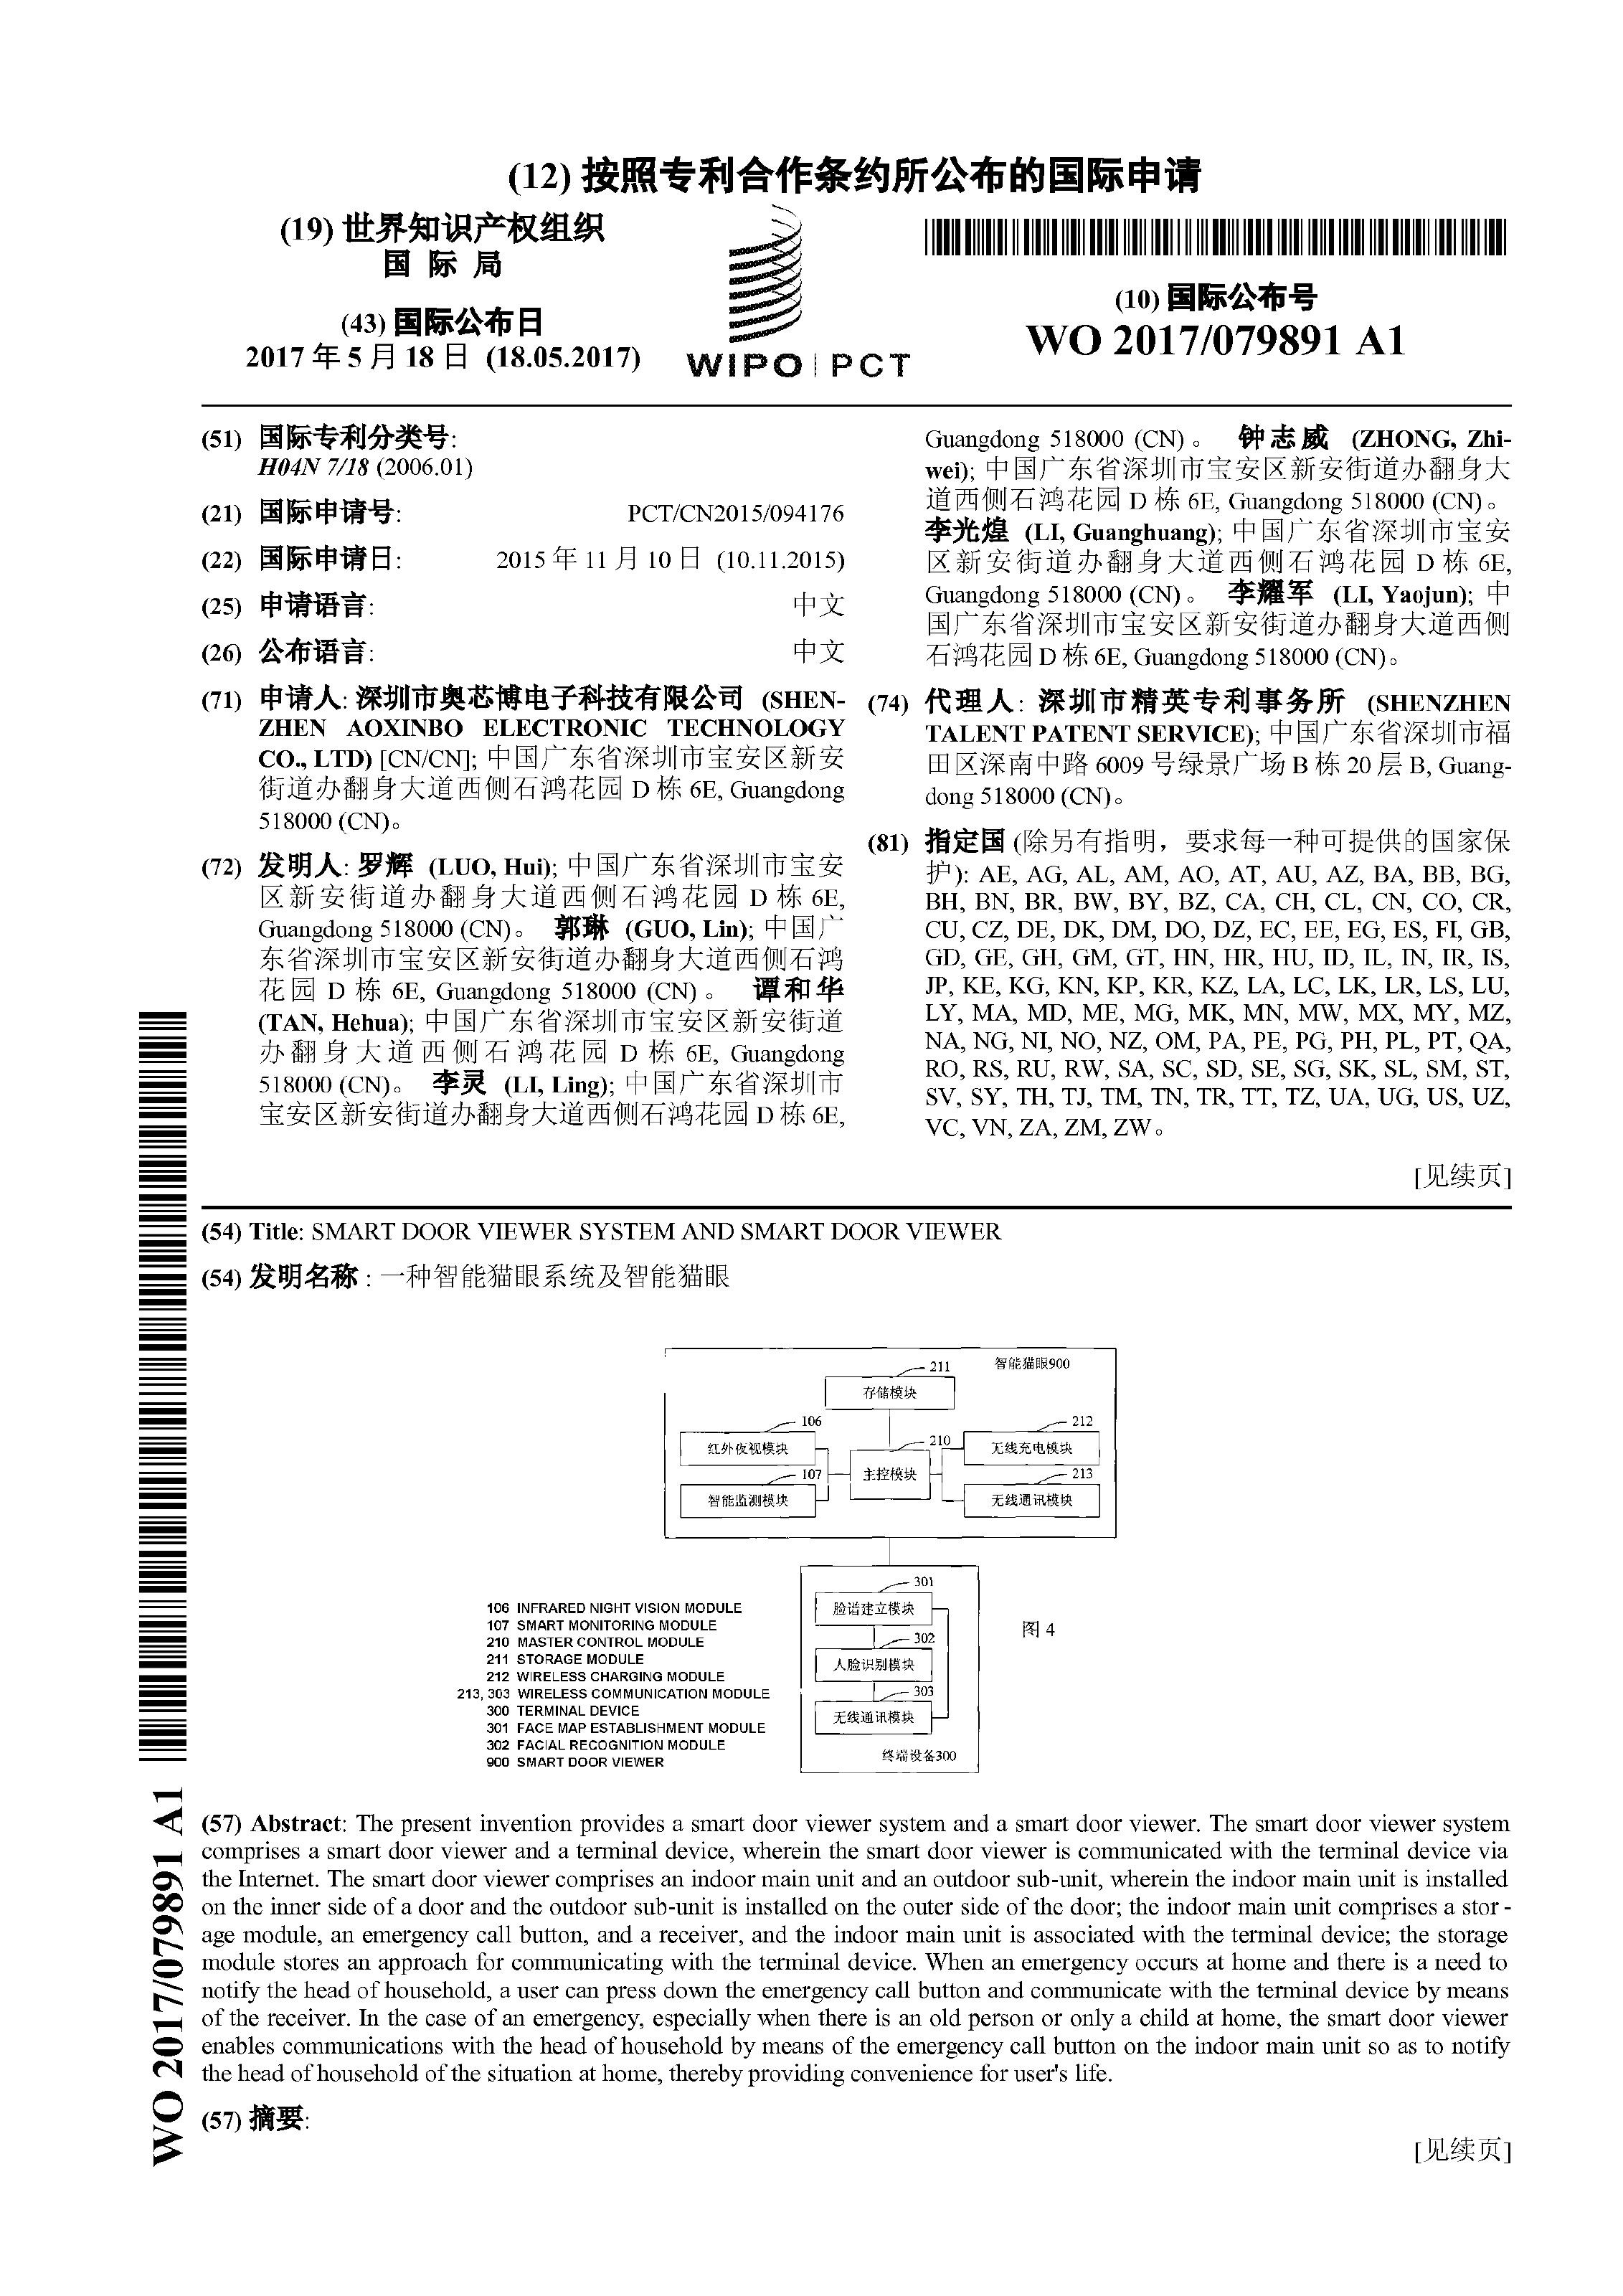 (12) 按照专利合作条约所公布的国际申请
(19) 世界知识产权组织
国 际 局
(43) 国际公布日
2017 年 5 月 18 日 (18.05.2017)
WIPO | PCT
(10) 国际公布号
WO 2017/079891 A1
(51) 国际专利分类号:
H04N 7/18 (2006.01)
(21) 国际申请号: PCT/CN2015/094176
(22) 国际申请日: 2015 年 11 月 10 日 (10.11.2015)
(25) 申请语言: 中文
(26) 公布语言: 中文
(71) 申请人: 深圳市奥芯博电子科技有限公司 (SHEN-
ZHEN AOXINBO ELECTRONIC TECHNOLOGY
CO., LTD) [CN/CN]; 中国广东省深圳市宝安区新安
街道办翻身大道西侧石鸿花园 D 栋 6E, Guangdong
518000 (CN)。
(72) 发明人: 罗辉 (LUO, Hui); 中国广东省深圳市宝安
区新安街道办翻身大道西侧石鸿花园 D 栋 6E,
Guangdong 518000 (CN)。 郭琳 (GUO, Lin); 中国广
东省深圳市宝安区新安街道办翻身大道西侧石鸿
花园 D 栋 6E, Guangdong 518000 (CN)。 谭和华
(TAN, Hehua); 中国广东省深圳市宝安区新安街道
办翻身大道西侧石鸿花园 D 栋 6E, Guangdong
518000 (CN)。 李灵 (LI, Ling); 中国广东省深圳市
宝安区新安街道办翻身大道西侧石鸿花园 D 栋 6E,
Guangdong 518000 (CN)。 钟志威 (ZHONG, Zhi-
wei); 中国广东省深圳市宝安区新安街道办翻身大
道西侧石鸿花园 D 栋 6E, Guangdong 518000 (CN)。
李光煌 (LI, Guanghuang); 中国广东省深圳市宝安
区新安街道办翻身大道西侧石鸿花园 D 栋 6E,
Guangdong 518000 (CN)。 李耀军 (LI, Yaojun); 中
国广东省深圳市宝安区新安街道办翻身大道西侧
石鸿花园 D 栋 6E, Guangdong 518000 (CN)。
(74) 代理人: 深圳市精英专利事务所 (SHENZHEN
TALENT PATENT SERVICE); 中国广东省深圳市福
田区深南中路 6009 号绿景广场 B 栋 20 层 B, Guang-
dong 518000 (CN)。
(81) 指定国 (除另有指明，要求每一种可提供的国家保
护): AE, AG, AL, AM, AO, AT, AU, AZ, BA, BB, BG,
BH, BN, BR, BW, BY, BZ, CA, CH, CL, CN, CO, CR,
CU, CZ, DE, DK, DM, DO, DZ, EC, EE, EG, ES, FI, GB,
GD, GE, GH, GM, GT, HN, HR, HU, ID, IL, IN, IR, IS,
JP, KE, KG, KN, KP, KR, KZ, LA, LC, LK, LR, LS, LU,
LY, MA, MD, ME, MG, MK, MN, MW, MX, MY, MZ,
NA, NG, NI, NO, NZ, OM, PA, PE, PG, PH, PL, PT, QA,
RO, RS, RU, RW, SA, SC, SD, SE, SG, SK, SL, SM, ST,
SV, SY, TH, TJ, TM, TN, TR, TT, TZ, UA, UG, US, UZ,
VC, VN, ZA, ZM, ZW。
[见续页]
(54) Title: SMART DOOR VIEWER SYSTEM AND SMART DOOR VIEWER
(54) 发明名称 : 一种智能猫眼系统及智能猫眼
智能猫眼900
211
存储模块
106
红外夜视模块
210
主控模块
212
无线充电模块
107
智能监测模块
213
无线通讯模块
301
脸谱建立模块
302
人脸识别模块
303
无线通讯模块
终端设备300
图 4
106 INFRARED NIGHT VISION MODULE
107 SMART MONITORING MODULE
210 MASTER CONTROL MODULE
211 STORAGE MODULE
212 WIRELESS CHARGING MODULE
213, 303 WIRELESS COMMUNICATION MODULE
300 TERMINAL DEVICE
301 FACE MAP ESTABLISHMENT MODULE
302 FACIAL RECOGNITION MODULE
900 SMART DOOR VIEWER
(57) Abstract: The present invention provides a smart door viewer system and a smart door viewer. The smart door viewer system
comprises a smart door viewer and a terminal device, wherein the smart door viewer is communicated with the terminal device via
the Internet. The smart door viewer comprises an indoor main unit and an outdoor sub-unit, wherein the indoor main unit is installed
on the inner side of a door and the outdoor sub-unit is installed on the outer side of the door; the indoor main unit comprises a stor-
age module, an emergency call button, and a receiver, and the indoor main unit is associated with the terminal device; the storage
module stores an approach for communicating with the terminal device. When an emergency occurs at home and there is a need to
notify the head of household, a user can press down the emergency call button and communicate with the terminal device by means
of the receiver. In the case of an emergency, especially when there is an old person or only a child at home, the smart door viewer
enables communications with the head of household by means of the emergency call button on the indoor main unit so as to notify
the head of household of the situation at home, thereby providing convenience for user's life.
(57) 摘要:
[见续页]
WO 2017/079891 A1